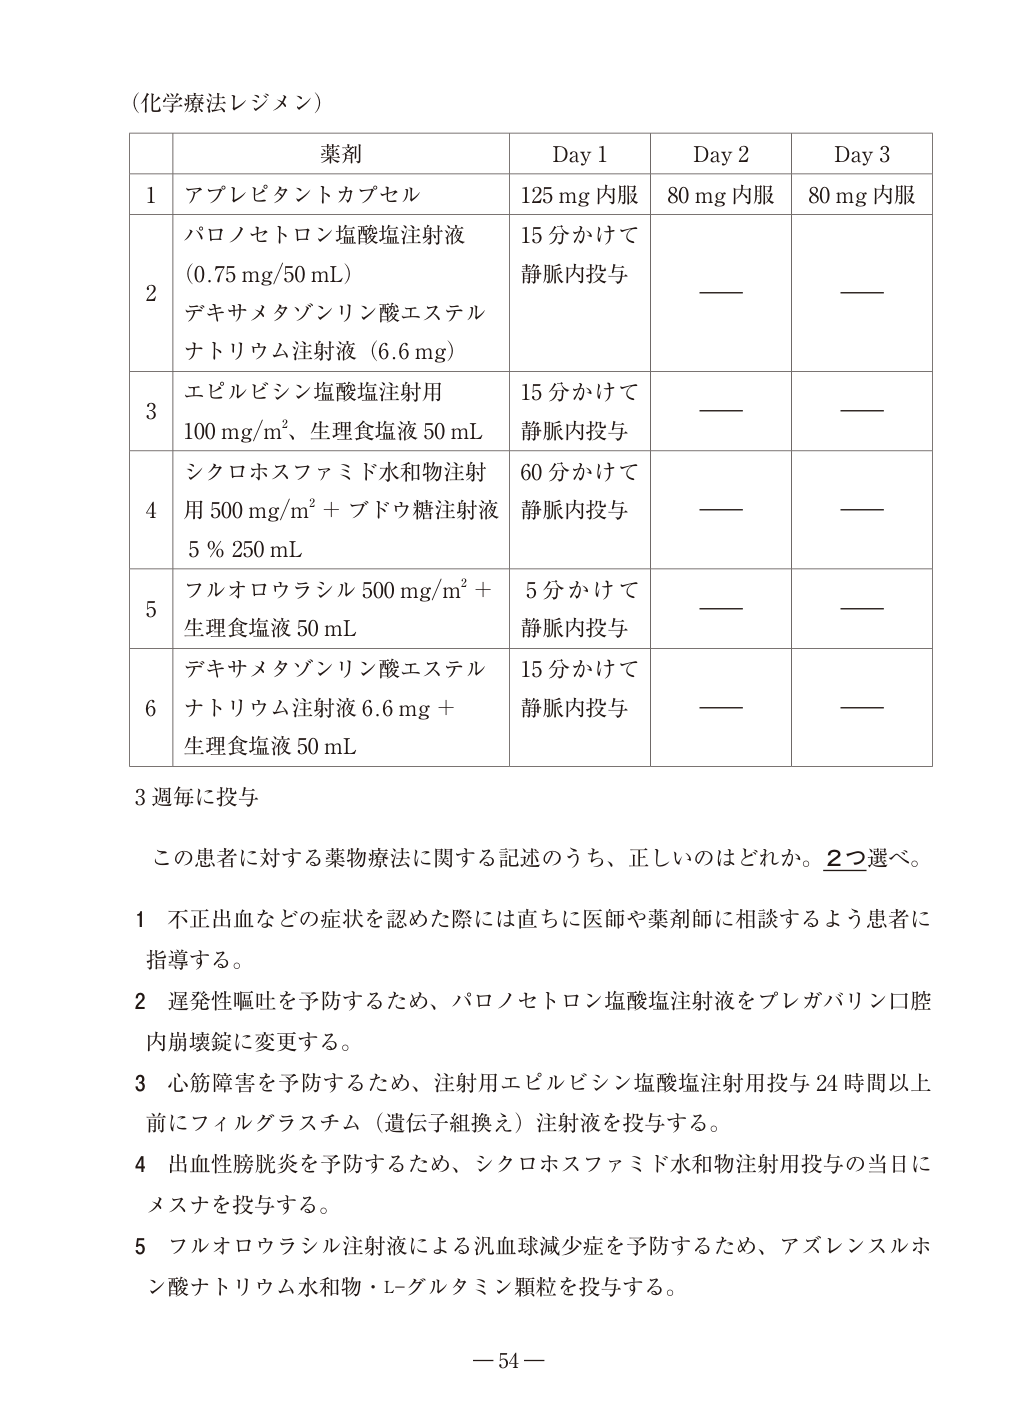 （化学療法レジメン）
薬剤 Day 1 Day 2 Day 3
1 アプレピタントカプセル 125 mg 内服 80 mg 内服 80 mg 内服
2 パロノセトロン塩酸塩注射液 15 分かけて
（0.75 mg/50 mL） 静脈内投与 ── ──
デキサメタゾンリン酸エステル
ナトリウム注射液（6.6 mg）
3 エピルビシン塩酸塩注射用 15 分かけて
100 mg/m²、生理食塩液 50 mL 静脈内投与 ── ──
4 シクロホスファミド水和物注射 60 分かけて
用 500 mg/m² ＋ ブドウ糖注射液 静脈内投与 ── ──
5 % 250 mL
5 フルオロウラシル 500 mg/m² ＋ 5 分かけて
生理食塩液 50 mL 静脈内投与 ── ──
6 デキサメタゾンリン酸エステル 15 分かけて
ナトリウム注射液 6.6 mg ＋ 静脈内投与 ── ──
生理食塩液 50 mL
3 週毎に投与
この患者に対する薬物療法に関する記述のうち、正しいのはどれか。2つ選べ。
1 不正出血などの症状を認めた際には直ちに医師や薬剤師に相談するよう患者に
指導する。
2 遅発性嘔吐を予防するため、パロノセトロン塩酸塩注射液をプレガバリン口腔
内崩壊錠に変更する。
3 心筋障害を予防するため、注射用エピルビシン塩酸塩注射用投与 24 時間以上
前にフィルグラスチム（遺伝子組換え）注射液を投与する。
4 出血性膀胱炎を予防するため、シクロホスファミド水和物注射用投与の当日に
メスナを投与する。
5 フルオロウラシル注射液による汎血球減少症を予防するため、アズレンスルホ
ン酸ナトリウム水和物・L-グルタミン顆粒を投与する。
― 54 ―